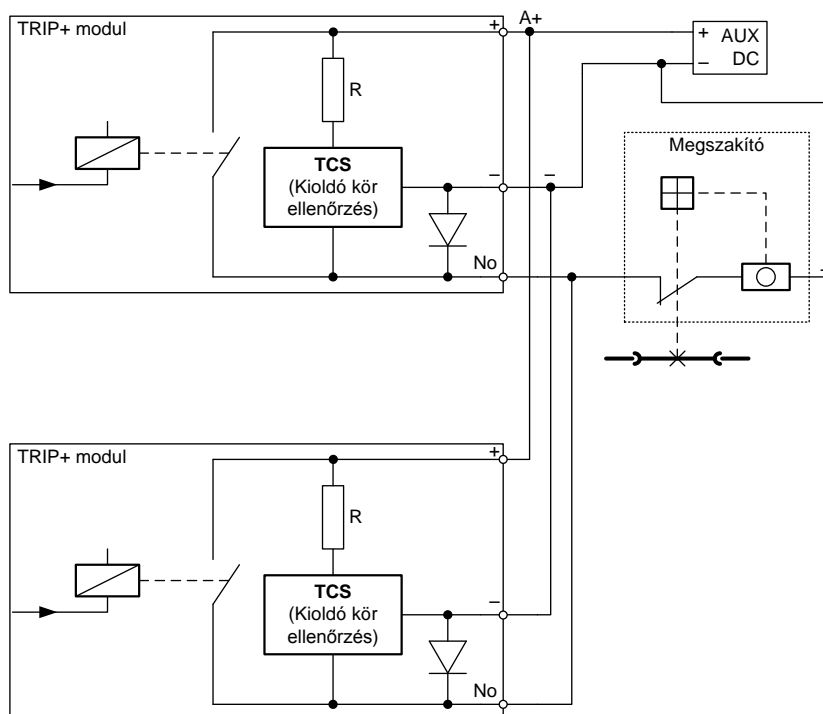 TRIP+ modul
+
A+
+ AUX
– DC
R
TCS
(Kioldó kör
ellenőrzés)
–
–
No
Megszakító
–
TRIP+ modul
+
R
TCS
(Kioldó kör
ellenőrzés)
–
No